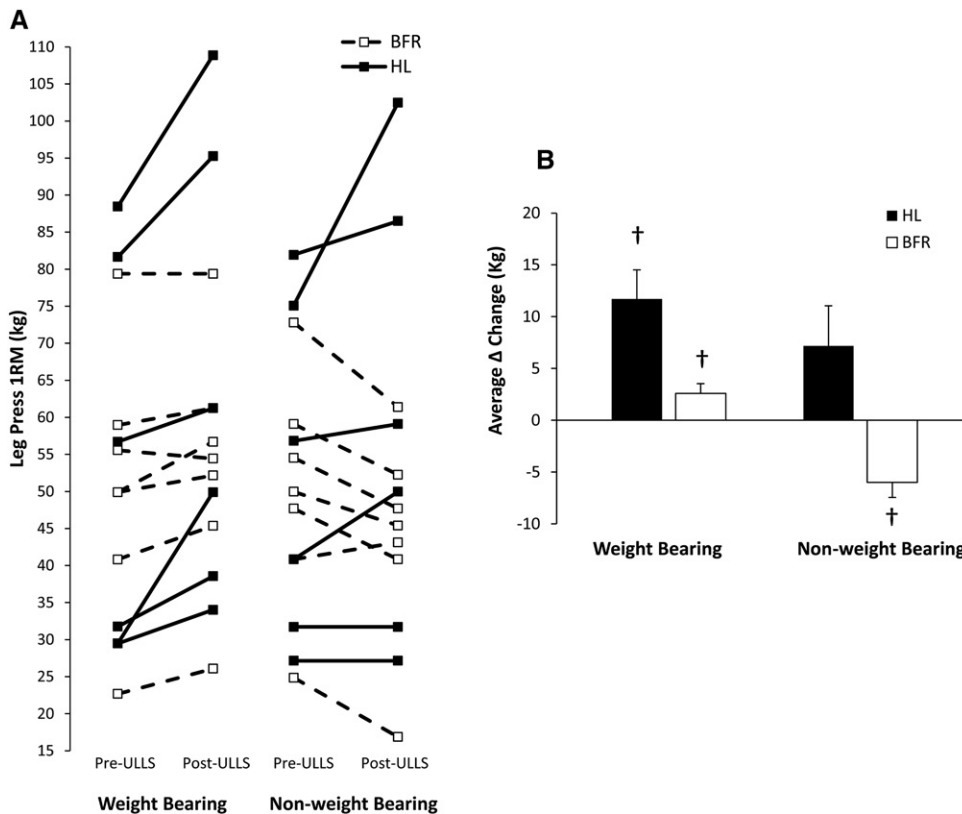 A
BFR
HL
Leg Press 1RM (kg)
110
105
100
95
90
85
80
75
70
65
60
55
50
45
40
35
30
25
20
15
Pre-ULLS Post-ULLS Pre-ULLS Post-ULLS
Weight Bearing Non-weight Bearing
B
HL
BFR
Average Δ Change (Kg)
20
15
10
5
0
-5
-10
†
†
†
Weight Bearing Non-weight Bearing